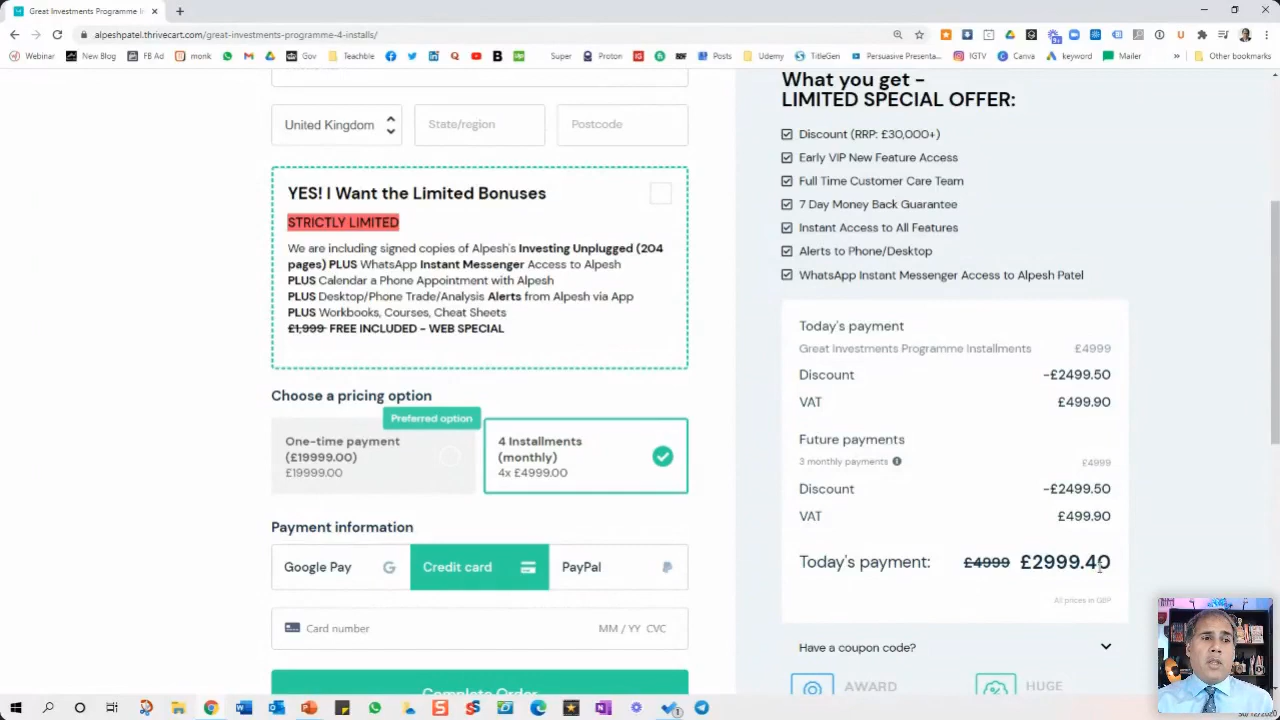 Great Investments Programme I
alpeshpatel.thrivecart.com/great-investments-programme-4-installments/
Webinar
New Blog
FB Ad
monk
Gov
Teachble
Super
Proton
Posts
Udemy
TitleGen
Persuasive Presenta...
IGTV
Canva
keyword
Mailer
»
Other bookmarks
United Kingdom
State/region
Postcode
YES! I Want the Limited Bonuses
STRICTLY LIMITED
We are including signed copies of Alpesh's Investing Unplugged (204
pages) PLUS WhatsApp Instant Messenger Access to Alpesh
PLUS Calendar a Phone Appointment with Alpesh
PLUS Desktop/Phone Trade/Analysis Alerts from Alpesh via App
PLUS Workbooks, Courses, Cheat Sheets
£1,999 FREE INCLUDED - WEB SPECIAL
Choose a pricing option
Preferred option
One-time payment
(£19999.00)
£19999.00
4 Installments
(monthly)
4x £4999.00
Payment information
Google Pay
Credit card
PayPal
Card number
MM / YY CVC
Complete Order
What you get -
LIMITED SPECIAL OFFER:
Discount (RRP: £30,000+)
Early VIP New Feature Access
Full Time Customer Care Team
7 Day Money Back Guarantee
Instant Access to All Features
Alerts to Phone/Desktop
WhatsApp Instant Messenger Access to Alpesh Patel
Today's payment
Great Investments Programme Installments £4999
Discount -£2499.50
VAT £499.90
Future payments
3 monthly payments £4999
Discount -£2499.50
VAT £499.90
Today's payment: £4999 £2999.40
All prices in GBP
Have a coupon code?
AWARD
HUGE